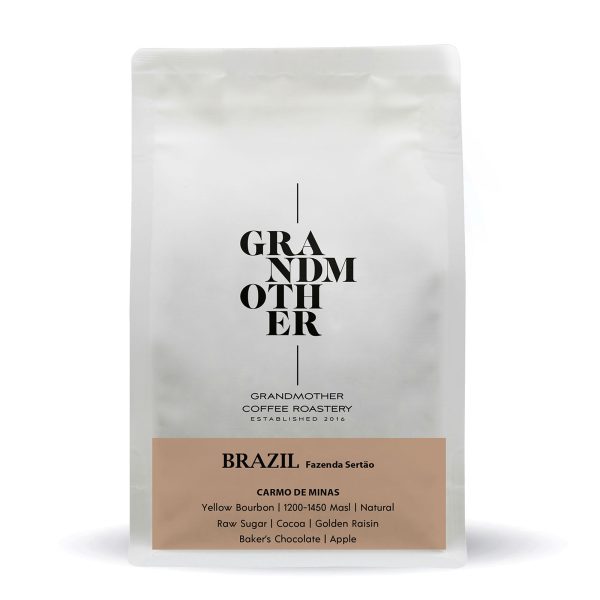 GRA
NDM
OTH
ER
GRANDMOTHER
COFFEE ROASTERY
ESTABLISHED 2016
BRAZIL Fazenda Sertão
CARMO DE MINAS
Yellow Bourbon | 1200-1450 Masl | Natural
Raw Sugar | Cocoa | Golden Raisin
Baker's Chocolate | Apple